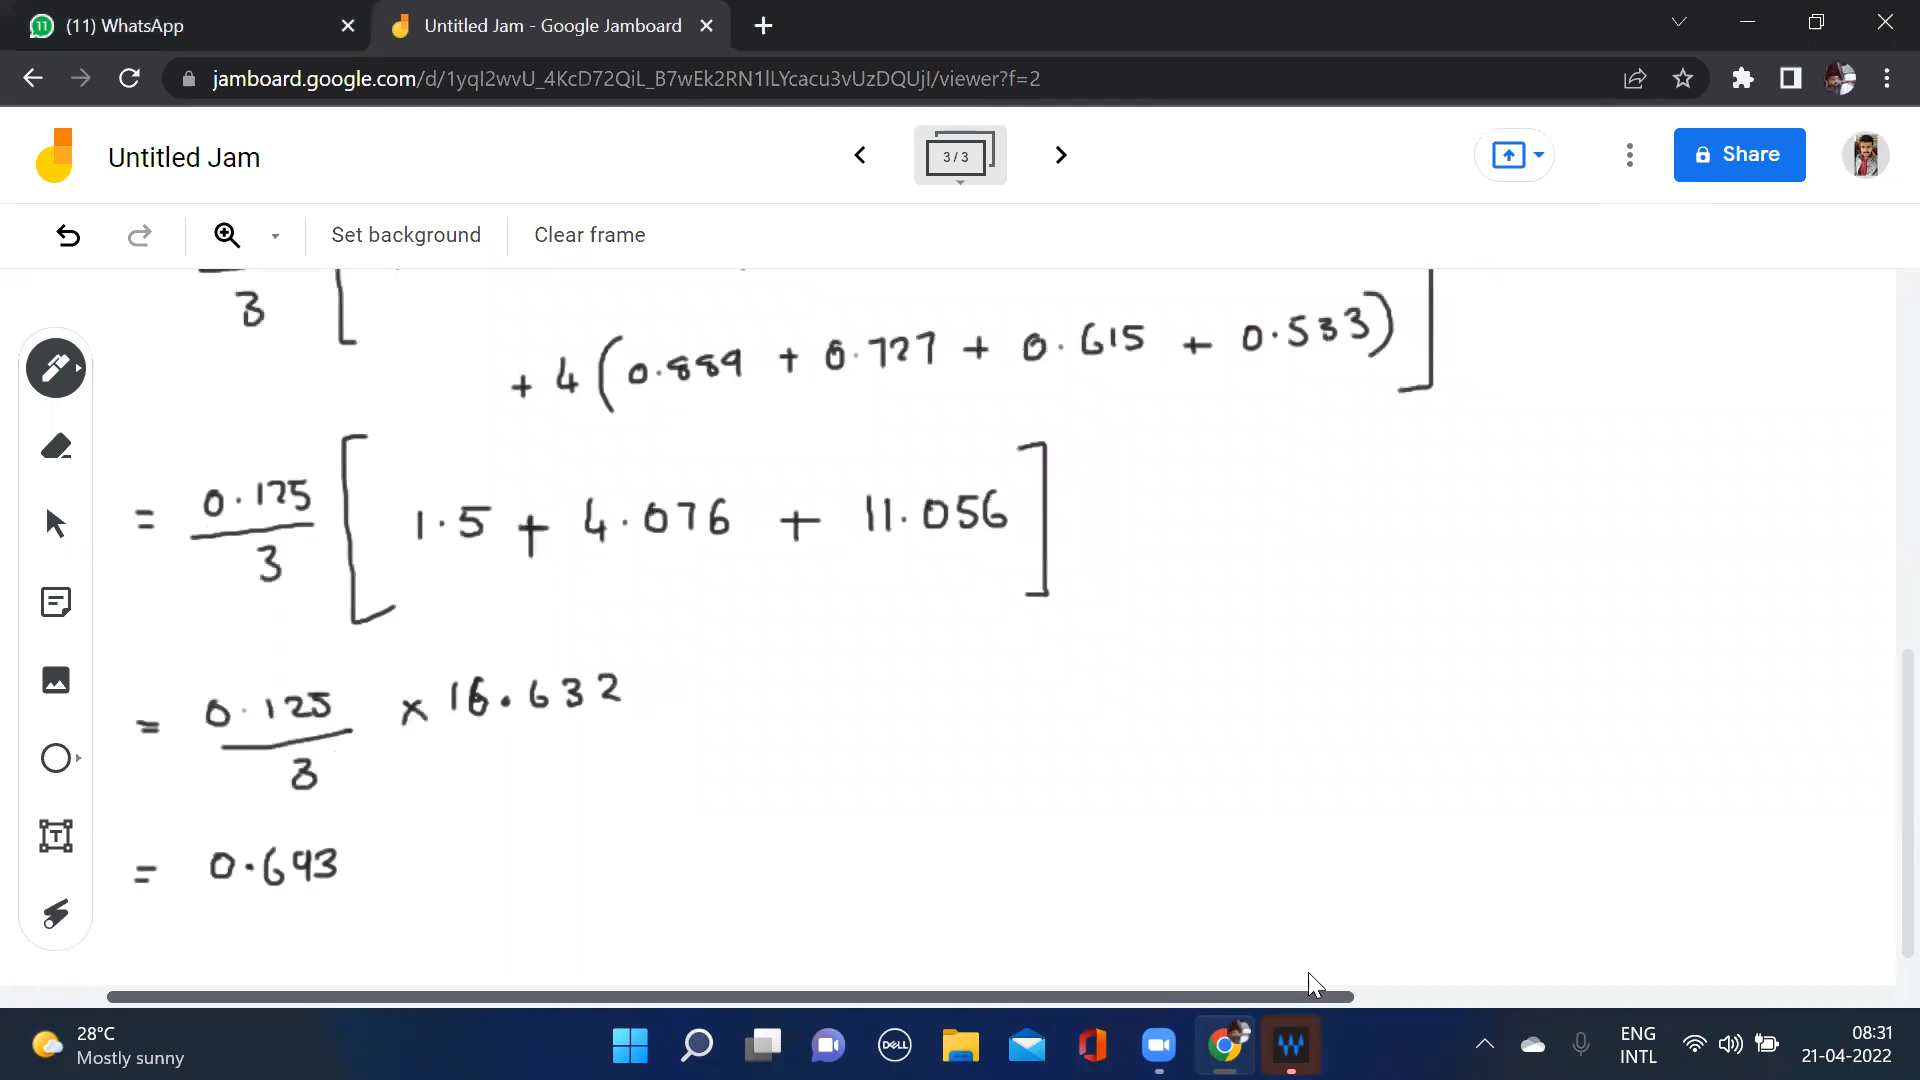 (11) WhatsApp
Untitled Jam - Google Jamboard
jamboard.google.com/d/1yqI2wvU_4KcD72QiL_B7wEk2RN1lLYcacu3vUzDQUjI/viewer?f=2
Untitled Jam
3 / 3
Share
Set background
Clear frame
3
+ 4 (0.889 + 0.727 + 0.615 + 0.533) ]
= 0.125 / 3 [ 1.5 + 4.076 + 11.056 ]
= 0.125 / 3 × 16.632
= 0.693
28°C
Mostly sunny
DELL
ENG
INTL
08:31
21-04-2022